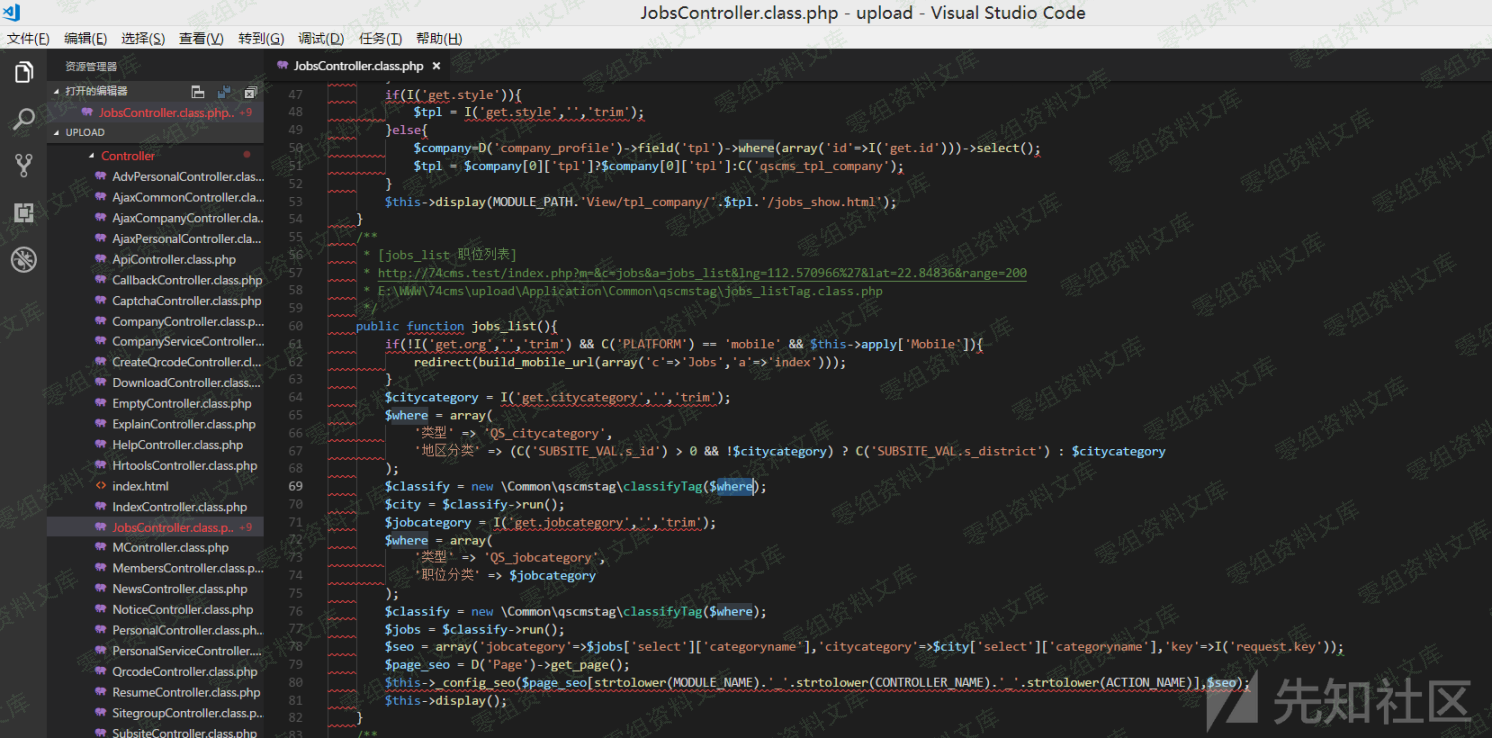 JobsController.class.php - upload - Visual Studio Code
文件(F) 编辑(E) 选择(S) 查看(V) 转到(G) 调试(D) 任务(T) 帮助(H)
资源管理器
打开的编辑器
JobsController.class.php.. +9
UPLOAD
Controller
AdvPersonalController.clas...
AjaxCommonController.cla...
AjaxCompanyController.cla...
AjaxPersonalController.cla...
ApiController.class.php
CallbackController.class.php
CaptchaController.class.php
CompanyController.class.p...
CompanyServiceController...
CreateQrcodeController.cl...
DownloadController.class....
EmptyController.class.php
ExplainController.class.php
HelpController.class.php
HrtoolsController.class.php
index.html
IndexController.class.php
JobsController.class.p.. +9
MController.class.php
MembersController.class.p...
NewsController.class.php
NoticeController.class.php
PersonalController.class.ph...
PersonalServiceController....
QrcodeController.class.php
ResumeController.class.php
SitegroupController.class.p...
SubsiteController.class.php
JobsController.class.php ×
47 if(I('get.style')){
48 $tpl = I('get.style','','trim');
49 }else{
50 $company=D('company_profile')->field('tpl')->where(array('id'=>I('get.id')))->select();
51 $tpl = $company[0]['tpl']?$company[0]['tpl']:C('qscms_tpl_company');
52 }
53 $this->display(MODULE_PATH.'View/tpl_company/'.$tpl.'/jobs_show.html');
54 }
55 /**
56 * [jobs_list 职位列表]
57 * http://74cms.test/index.php?m=&c=jobs&a=jobs_list&lng=112.570966%27&lat=22.84836&range=200
58 * E:\WWW\74cms\upload\Application\Common\qscmstag\jobs_listTag.class.php
59 */
60 public function jobs_list(){
61 if(!I('get.org','','trim') && C('PLATFORM') == 'mobile' && $this->apply['Mobile']){
62 redirect(build_mobile_url(array('c'=>'Jobs','a'=>'index')));
63 }
64 $citycategory = I('get.citycategory','','trim');
65 $where = array(
66 '类型' => 'QS_citycategory',
67 '地区分类' => (C('SUBSITE_VAL.s_id') > 0 && !$citycategory) ? C('SUBSITE_VAL.s_district') : $citycategory
68 );
69 $classify = new \Common\qscmstag\classifyTag($where);
70 $city = $classify->run();
71 $jobcategory = I('get.jobcategory','','trim');
72 $where = array(
73 '类型' => 'QS_jobcategory',
74 '职位分类' => $jobcategory
75 );
76 $classify = new \Common\qscmstag\classifyTag($where);
77 $jobs = $classify->run();
78 $seo = array('jobcategory'=>$jobs['select']['categoryname'],'citycategory'=>$city['select']['categoryname'],'key'=>I('request.key'));
79 $page_seo = D('Page')->get_page();
80 $this->_config_seo($page_seo[strtolower(MODULE_NAME).'_'.strtolower(CONTROLLER_NAME).'_'.strtolower(ACTION_NAME)],$seo);
81 $this->display();
82 }
83 /**
零组资料文库
先知社区